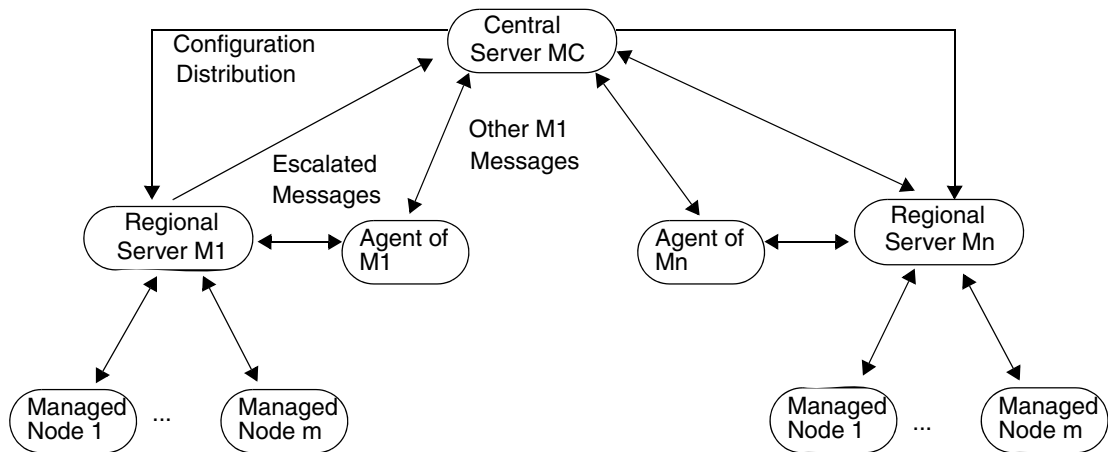 Central
Server MC
Configuration
Distribution
Other M1
Messages
Escalated
Messages
Regional
Server M1
Agent of
M1
Agent of
Mn
Regional
Server Mn
Managed
Node 1
...
Managed
Node m
Managed
Node 1
...
Managed
Node m